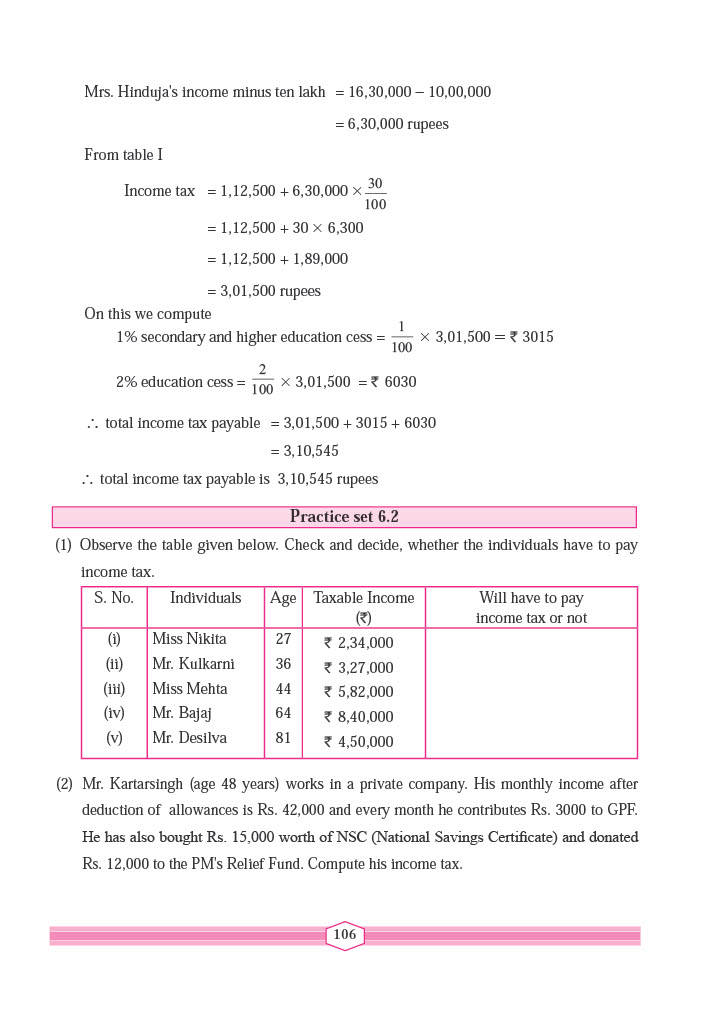 Mrs. Hinduja's income minus ten lakh = 16,30,000 – 10,00,000
= 6,30,000 rupees
From table I
Income tax = 1,12,500 + 6,30,000 × 30/100
= 1,12,500 + 30 × 6,300
= 1,12,500 + 1,89,000
= 3,01,500 rupees
On this we compute
1% secondary and higher education cess = 1/100 × 3,01,500 = ₹ 3015
2% education cess = 2/100 × 3,01,500 = ₹ 6030
∴ total income tax payable = 3,01,500 + 3015 + 6030
= 3,10,545
∴ total income tax payable is 3,10,545 rupees
Practice set 6.2
(1) Observe the table given below. Check and decide, whether the individuals have to pay
income tax.
S. No. Individuals Age Taxable Income Will have to pay
(₹) income tax or not
(i) Miss Nikita 27 ₹ 2,34,000
(ii) Mr. Kulkarni 36 ₹ 3,27,000
(iii) Miss Mehta 44 ₹ 5,82,000
(iv) Mr. Bajaj 64 ₹ 8,40,000
(v) Mr. Desilva 81 ₹ 4,50,000
(2) Mr. Kartarsingh (age 48 years) works in a private company. His monthly income after
deduction of allowances is Rs. 42,000 and every month he contributes Rs. 3000 to GPF.
He has also bought Rs. 15,000 worth of NSC (National Savings Certificate) and donated
Rs. 12,000 to the PM's Relief Fund. Compute his income tax.
106